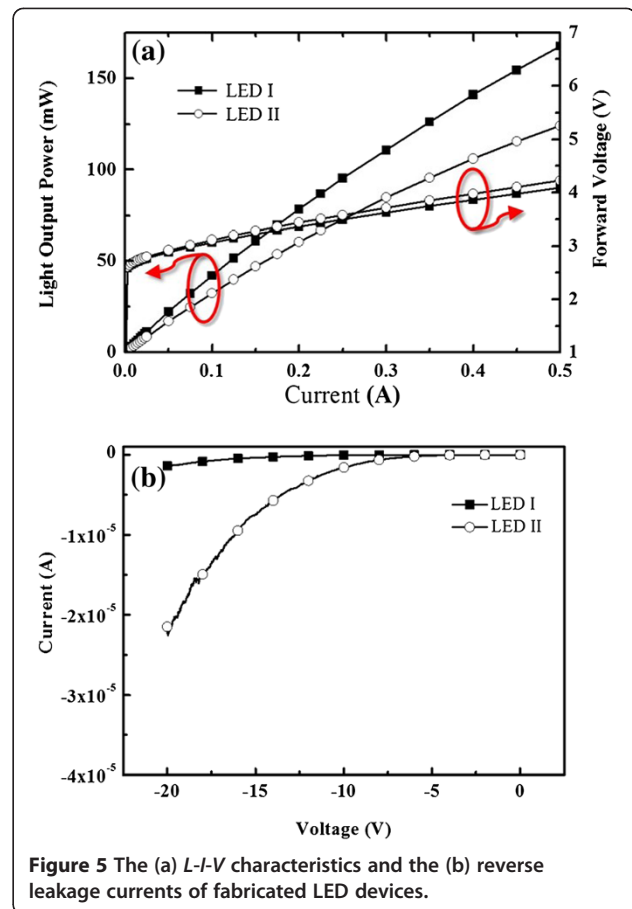 (a)
LED I
LED II
Light Output Power (mW)
150
100
50
0
Forward Voltage (V)
7
6
5
4
3
2
1
0.0 0.1 0.2 0.3 0.4 0.5
Current (A)
(b)
LED I
LED II
Current (A)
0
-1x10⁻⁵
-2x10⁻⁵
-3x10⁻⁵
-4x10⁻⁵
-20 -15 -10 -5 0
Voltage (V)
Figure 5 The (a) L-I-V characteristics and the (b) reverse
leakage currents of fabricated LED devices.